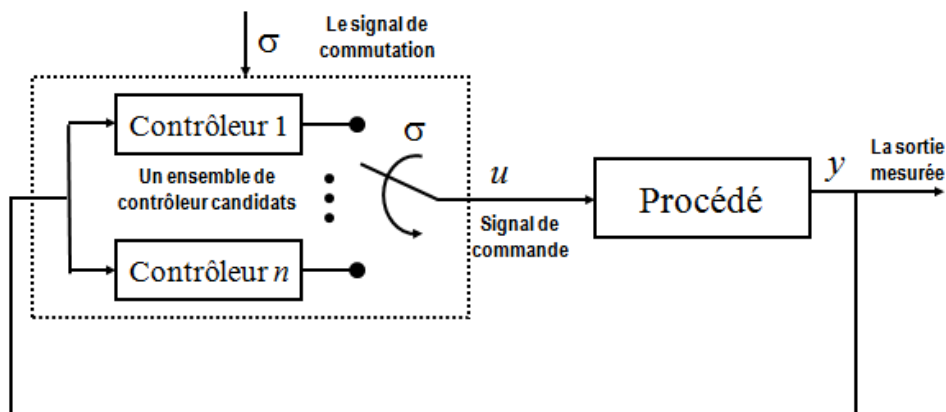 σ
Le signal de
commutation
Contrôleur 1
Un ensemble de
contrôleur candidats
σ
Contrôleur n
u
Signal de
commande
Procédé
y
La sortie
mesurée